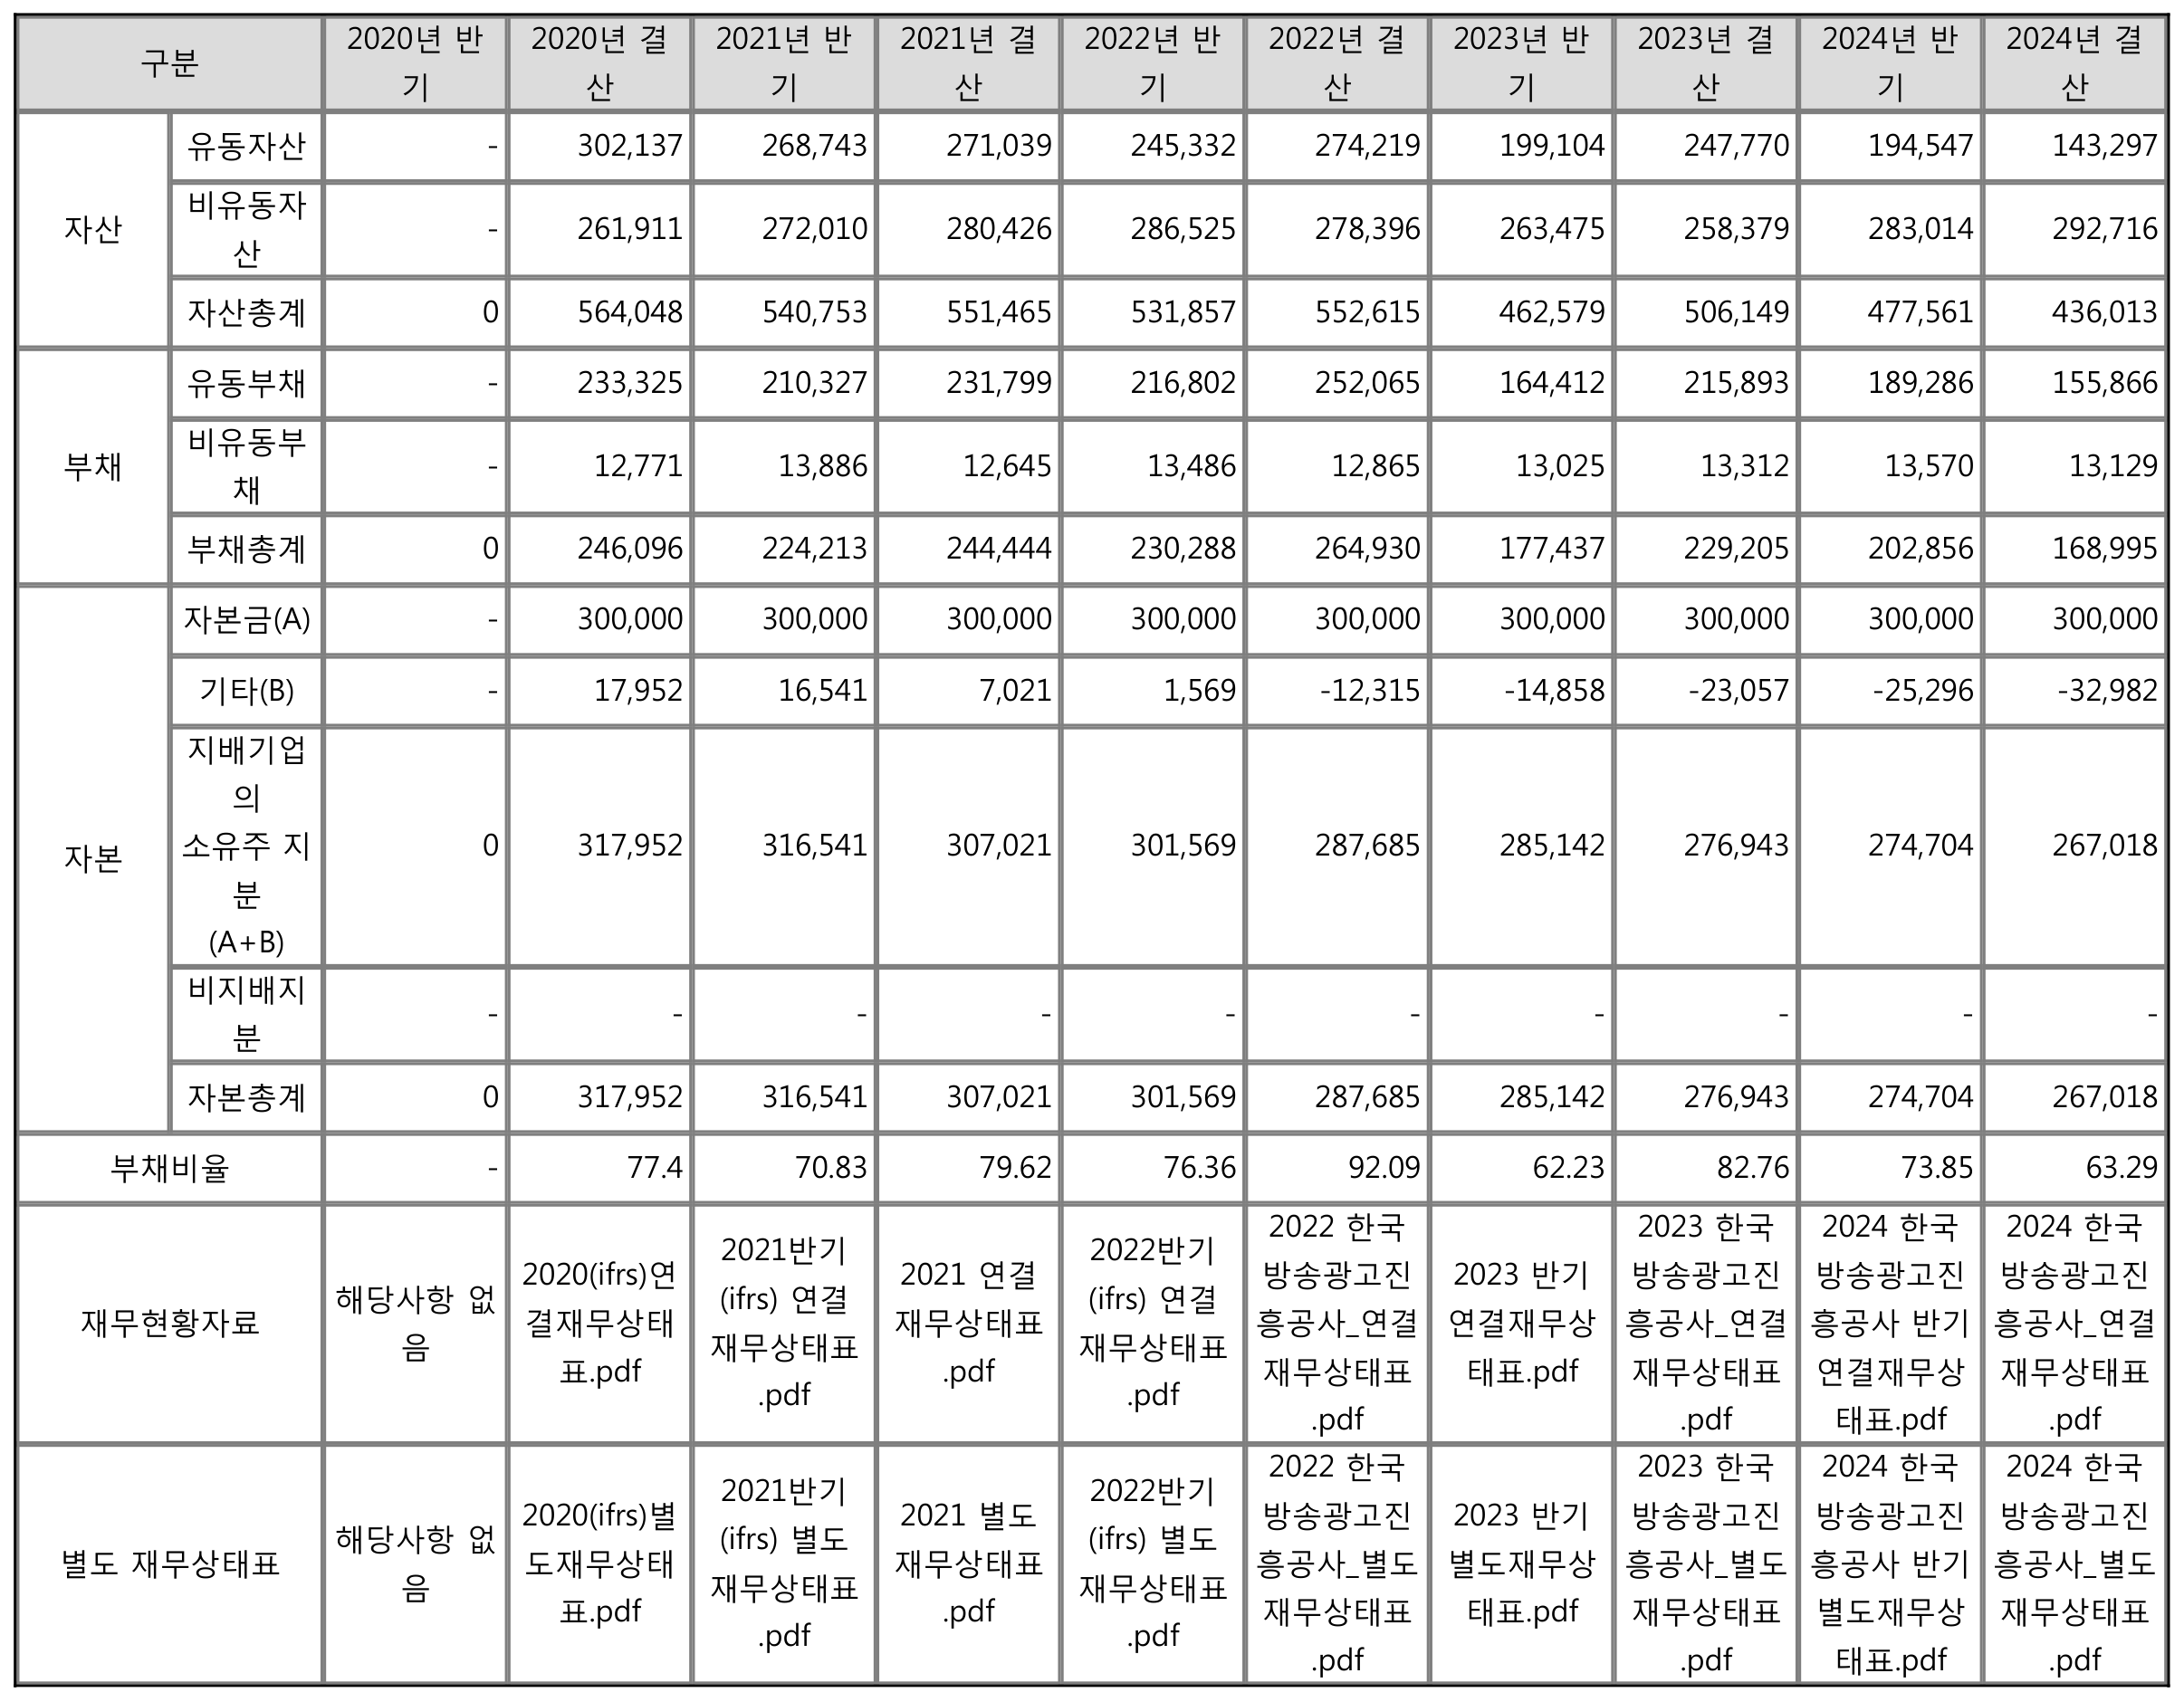 구분 2020년 반기 2020년 결산 2021년 반기 2021년 결산 2022년 반기 2022년 결산 2023년 반기 2023년 결산 2024년 반기 2024년 결산
자산 유동자산 - 302,137 268,743 271,039 245,332 274,219 199,104 247,770 194,547 143,297
비유동자산 - 261,911 272,010 280,426 286,525 278,396 263,475 258,379 283,014 292,716
자산총계 0 564,048 540,753 551,465 531,857 552,615 462,579 506,149 477,561 436,013
부채 유동부채 - 233,325 210,327 231,799 216,802 252,065 164,412 215,893 189,286 155,866
비유동부채 - 12,771 13,886 12,645 13,486 12,865 13,025 13,312 13,570 13,129
부채총계 0 246,096 224,213 244,444 230,288 264,930 177,437 229,205 202,856 168,995
자본 자본금(A) - 300,000 300,000 300,000 300,000 300,000 300,000 300,000 300,000 300,000
기타(B) - 17,952 16,541 7,021 1,569 -12,315 -14,858 -23,057 -25,296 -32,982
지배기업의 소유주 지분 (A+B) 0 317,952 316,541 307,021 301,569 287,685 285,142 276,943 274,704 267,018
비지배지분 - - - - - - - - - -
자본총계 0 317,952 316,541 307,021 301,569 287,685 285,142 276,943 274,704 267,018
부채비율 - 77.4 70.83 79.62 76.36 92.09 62.23 82.76 73.85 63.29
재무현황자료 해당사항 없음 2020(ifrs)연결재무상태표.pdf 2021반기(ifrs) 연결재무상태표.pdf 2021 연결재무상태표.pdf 2022반기(ifrs) 연결재무상태표.pdf 2022 한국방송광고진흥공사_연결재무상태표.pdf 2023 반기 연결재무상태표.pdf 2023 한국방송광고진흥공사_연결재무상태표.pdf 2024 한국방송광고진흥공사 반기 연결재무상태표.pdf 2024 한국방송광고진흥공사_연결재무상태표.pdf
별도 재무상태표 해당사항 없음 2020(ifrs)별도재무상태표.pdf 2021반기(ifrs) 별도재무상태표.pdf 2021 별도재무상태표.pdf 2022반기(ifrs) 별도재무상태표.pdf 2022 한국방송광고진흥공사_별도재무상태표.pdf 2023 반기 별도재무상태표.pdf 2023 한국방송광고진흥공사_별도재무상태표.pdf 2024 한국방송광고진흥공사 반기 별도재무상태표.pdf 2024 한국방송광고진흥공사_별도재무상태표.pdf